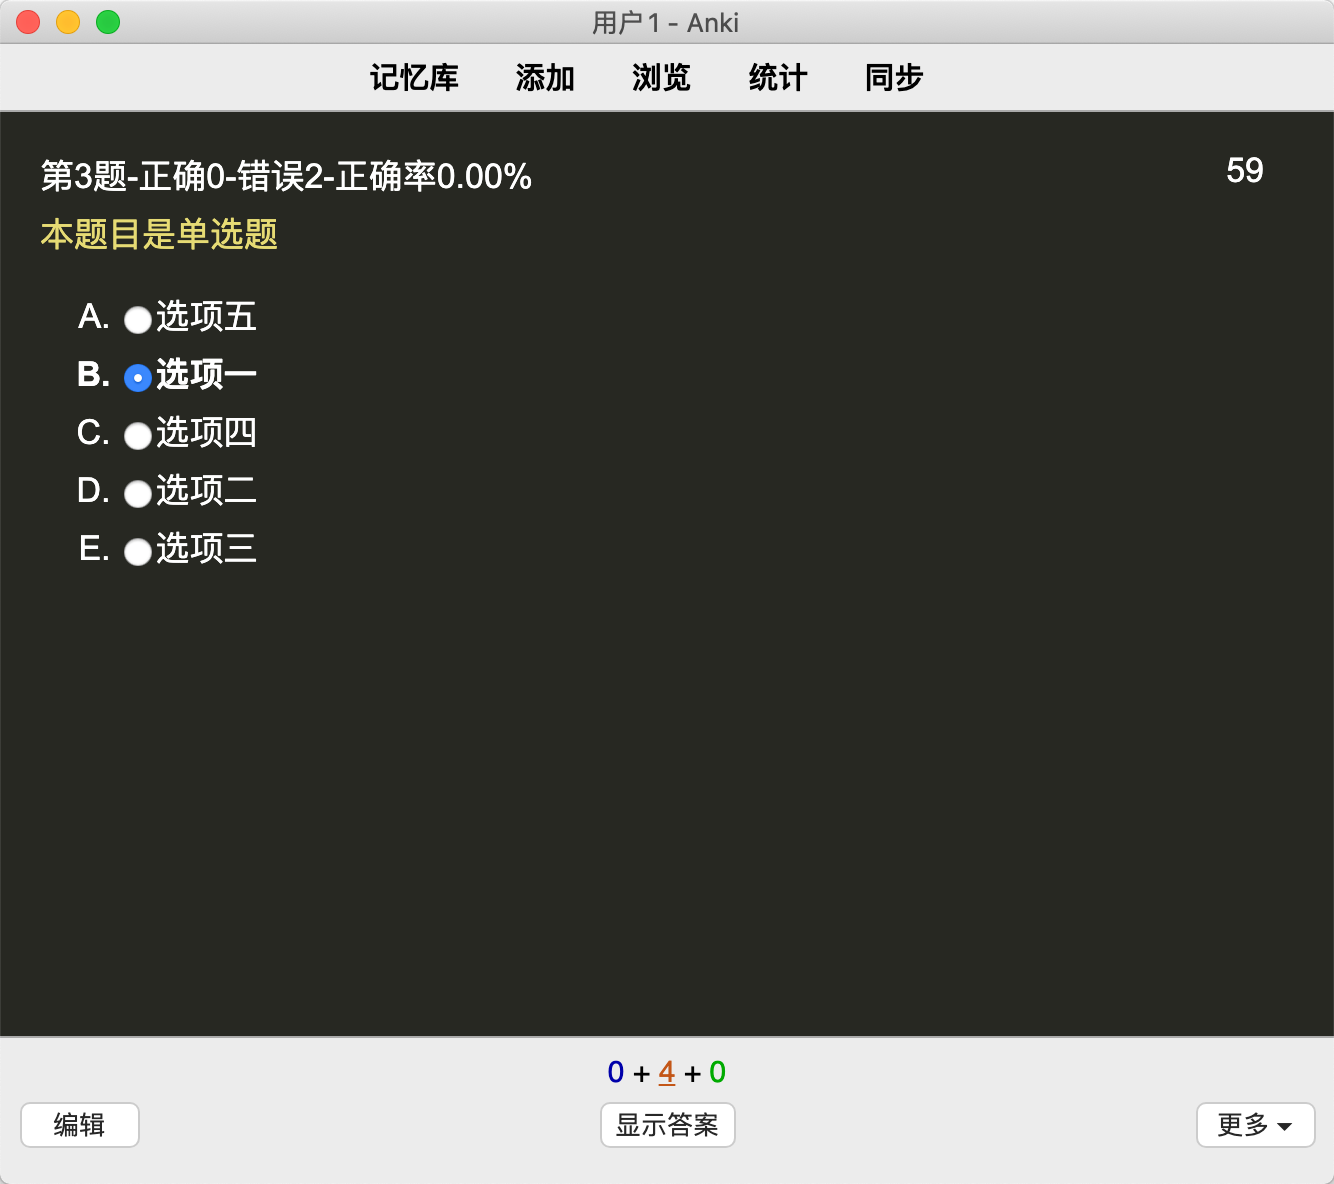 用户1 - Anki
记忆库 添加 浏览 统计 同步
第3题-正确0-错误2-正确率0.00%
59
本题目是单选题
A. 选项五
B. 选项一
C. 选项四
D. 选项二
E. 选项三
0 + 4 + 0
编辑 显示答案 更多